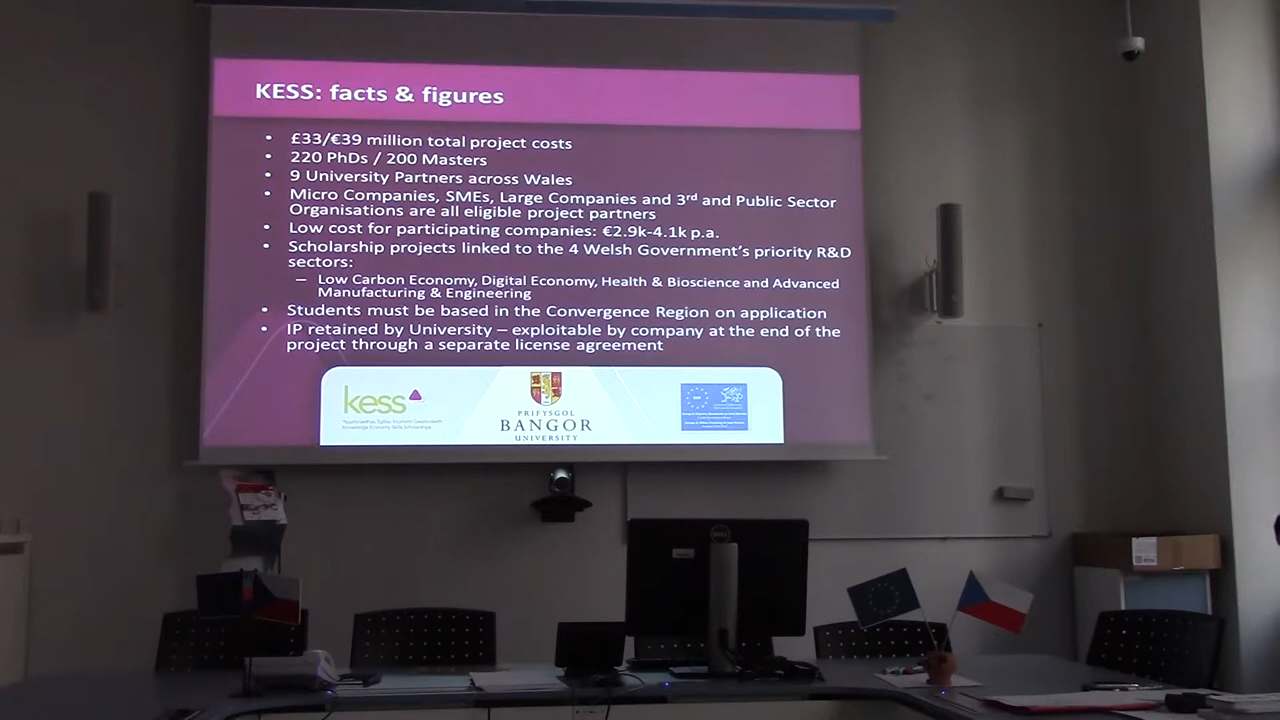 KESS: facts & figures
• £33/€39 million total project costs
• 220 PhDs / 200 Masters
• 9 University Partners across Wales
• Micro Companies, SMEs, Large Companies and 3rd and Public Sector
Organisations are all eligible project partners
• Low cost for participating companies: €2.9k-4.1k p.a.
• Scholarship projects linked to the 4 Welsh Government's priority R&D
sectors:
– Low Carbon Economy, Digital Economy, Health & Bioscience and Advanced
Manufacturing & Engineering
• Students must be based in the Convergence Region on application
• IP retained by University – exploitable by company at the end of the
project through a separate license agreement
kess
Knowledge Economy Skills Scholarships
PRIFYSGOL
BANGOR
UNIVERSITY
DELL